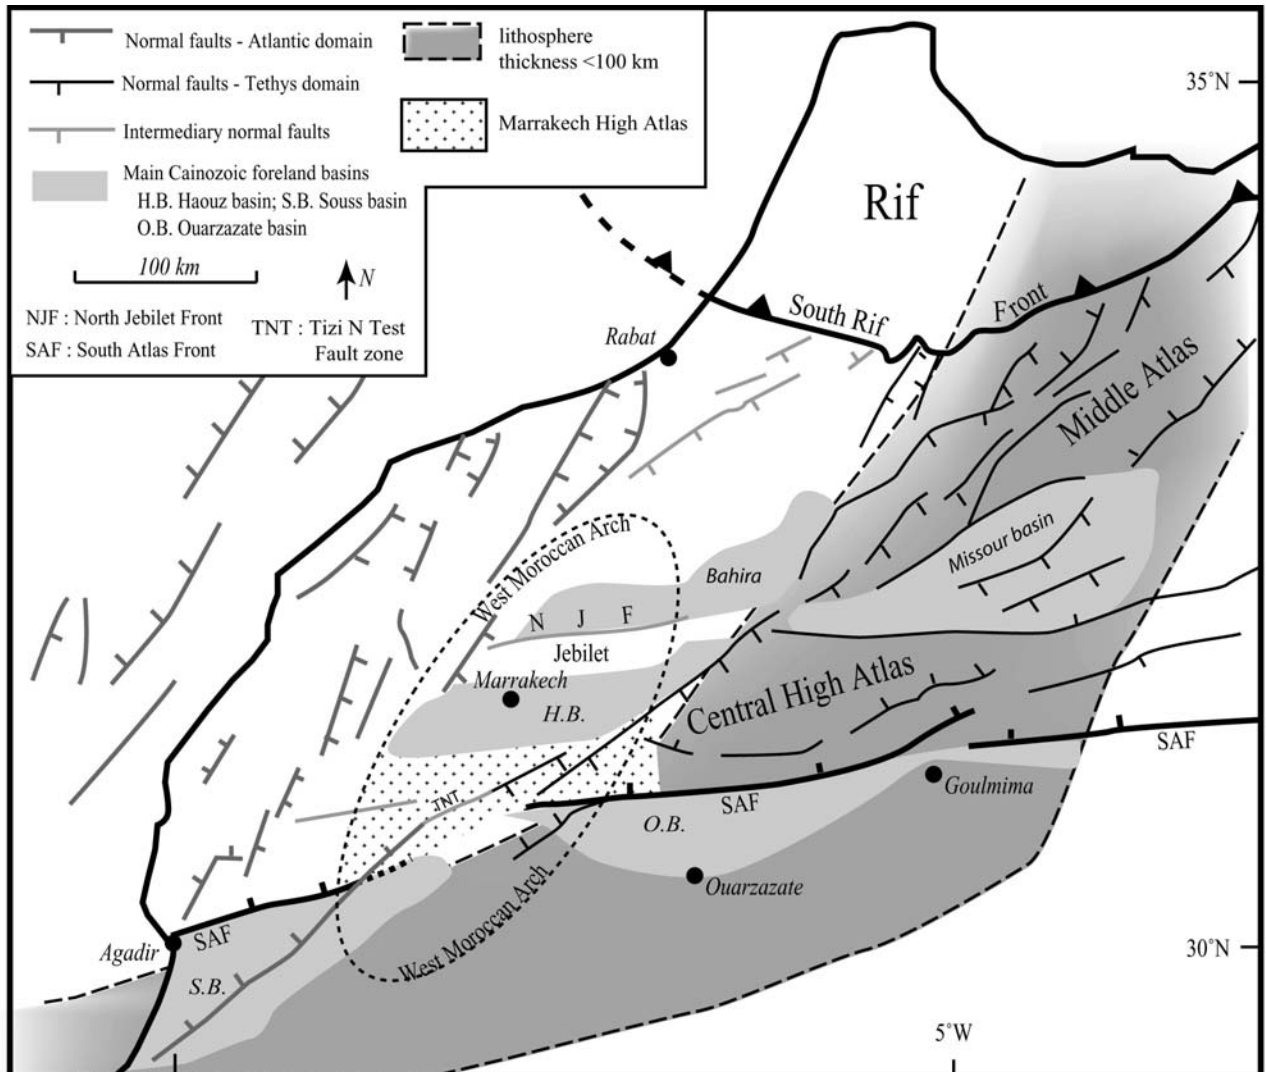 Normal faults - Atlantic domain
Normal faults - Tethys domain
Intermediary normal faults
Main Cainozoic foreland basins
H.B. Haouz basin; S.B. Souss basin
O.B. Ouarzazate basin
100 km
N
NJF : North Jebilet Front
SAF : South Atlas Front
TNT : Tizi N Test
Fault zone
lithosphere
thickness <100 km
Marrakech High Atlas
35°N
Rif
South Rif
Front
Rabat
Middle Atlas
Missour basin
West Moroccan Arch
Bahira
N J F
Jebilet
Marrakech
H.B.
Central High Atlas
SAF
TNT
SAF
Goulmima
O.B.
Ouarzazate
West Moroccan Arch
Agadir
SAF
S.B.
30°N
5°W